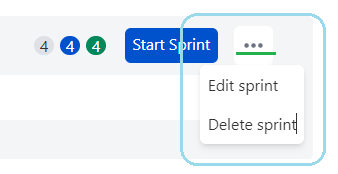 4 4 4 Start Sprint •••
Edit sprint
Delete sprint